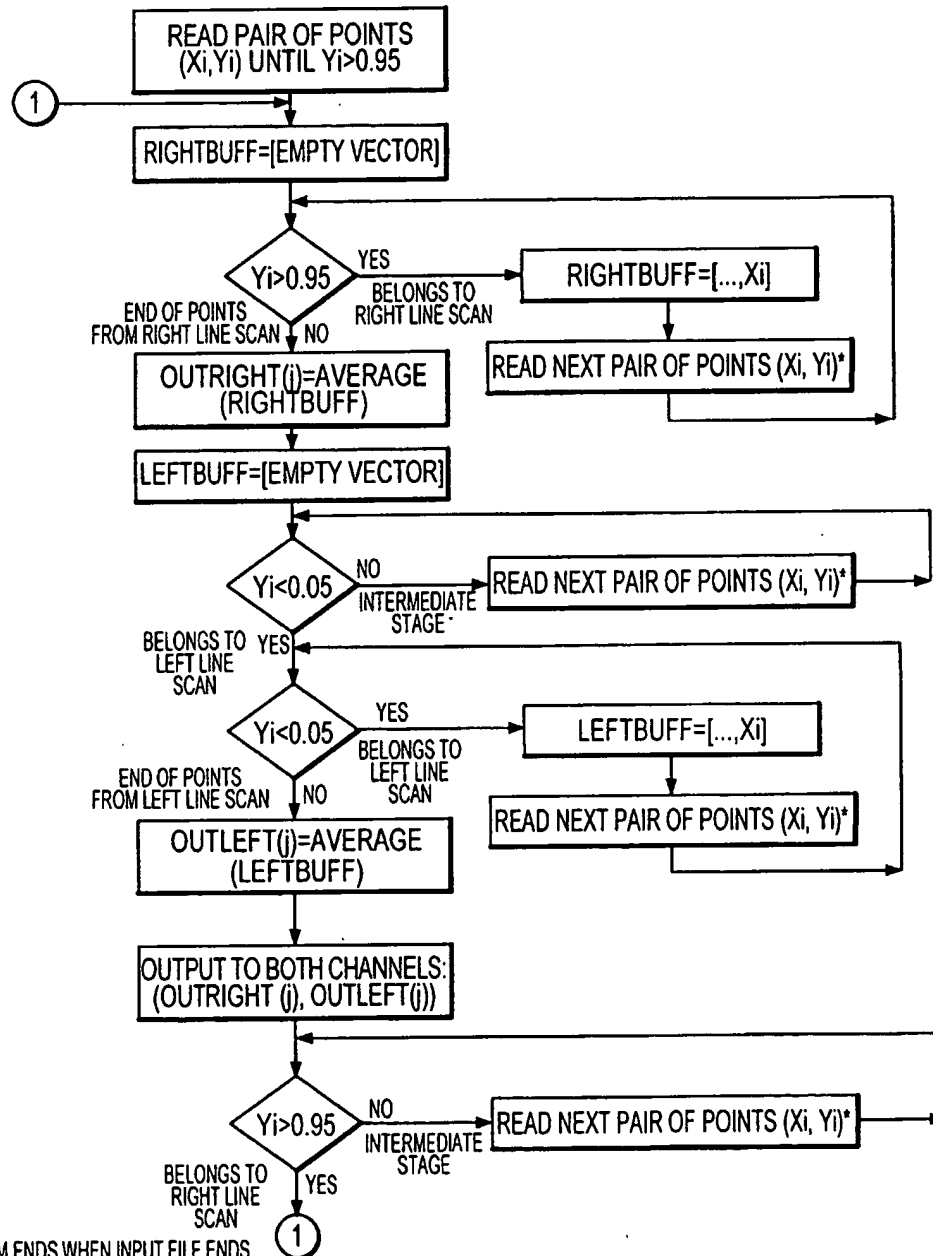 READ PAIR OF POINTS
(Xi,Yi) UNTIL Yi>0.95
1
RIGHTBUFF=[EMPTY VECTOR]
Yi>0.95
YES
BELONGS TO
RIGHT LINE SCAN
RIGHTBUFF=[...,Xi]
READ NEXT PAIR OF POINTS (Xi, Yi)*
END OF POINTS
FROM RIGHT LINE SCAN
NO
OUTRIGHT(j)=AVERAGE
(RIGHTBUFF)
LEFTBUFF=[EMPTY VECTOR]
Yi<0.05
NO
INTERMEDIATE
STAGE
READ NEXT PAIR OF POINTS (Xi, Yi)*
BELONGS TO
LEFT LINE
SCAN
YES
Yi<0.05
YES
BELONGS TO
LEFT LINE
SCAN
LEFTBUFF=[...,Xi]
READ NEXT PAIR OF POINTS (Xi, Yi)*
END OF POINTS
FROM LEFT LINE SCAN
NO
OUTLEFT(j)=AVERAGE
(LEFTBUFF)
OUTPUT TO BOTH CHANNELS:
(OUTRIGHT (j), OUTLEFT(j))
Yi>0.95
NO
INTERMEDIATE
STAGE
READ NEXT PAIR OF POINTS (Xi, Yi)*
BELONGS TO
RIGHT LINE
SCAN
YES
1
ENDS WHEN INPUT FILE ENDS